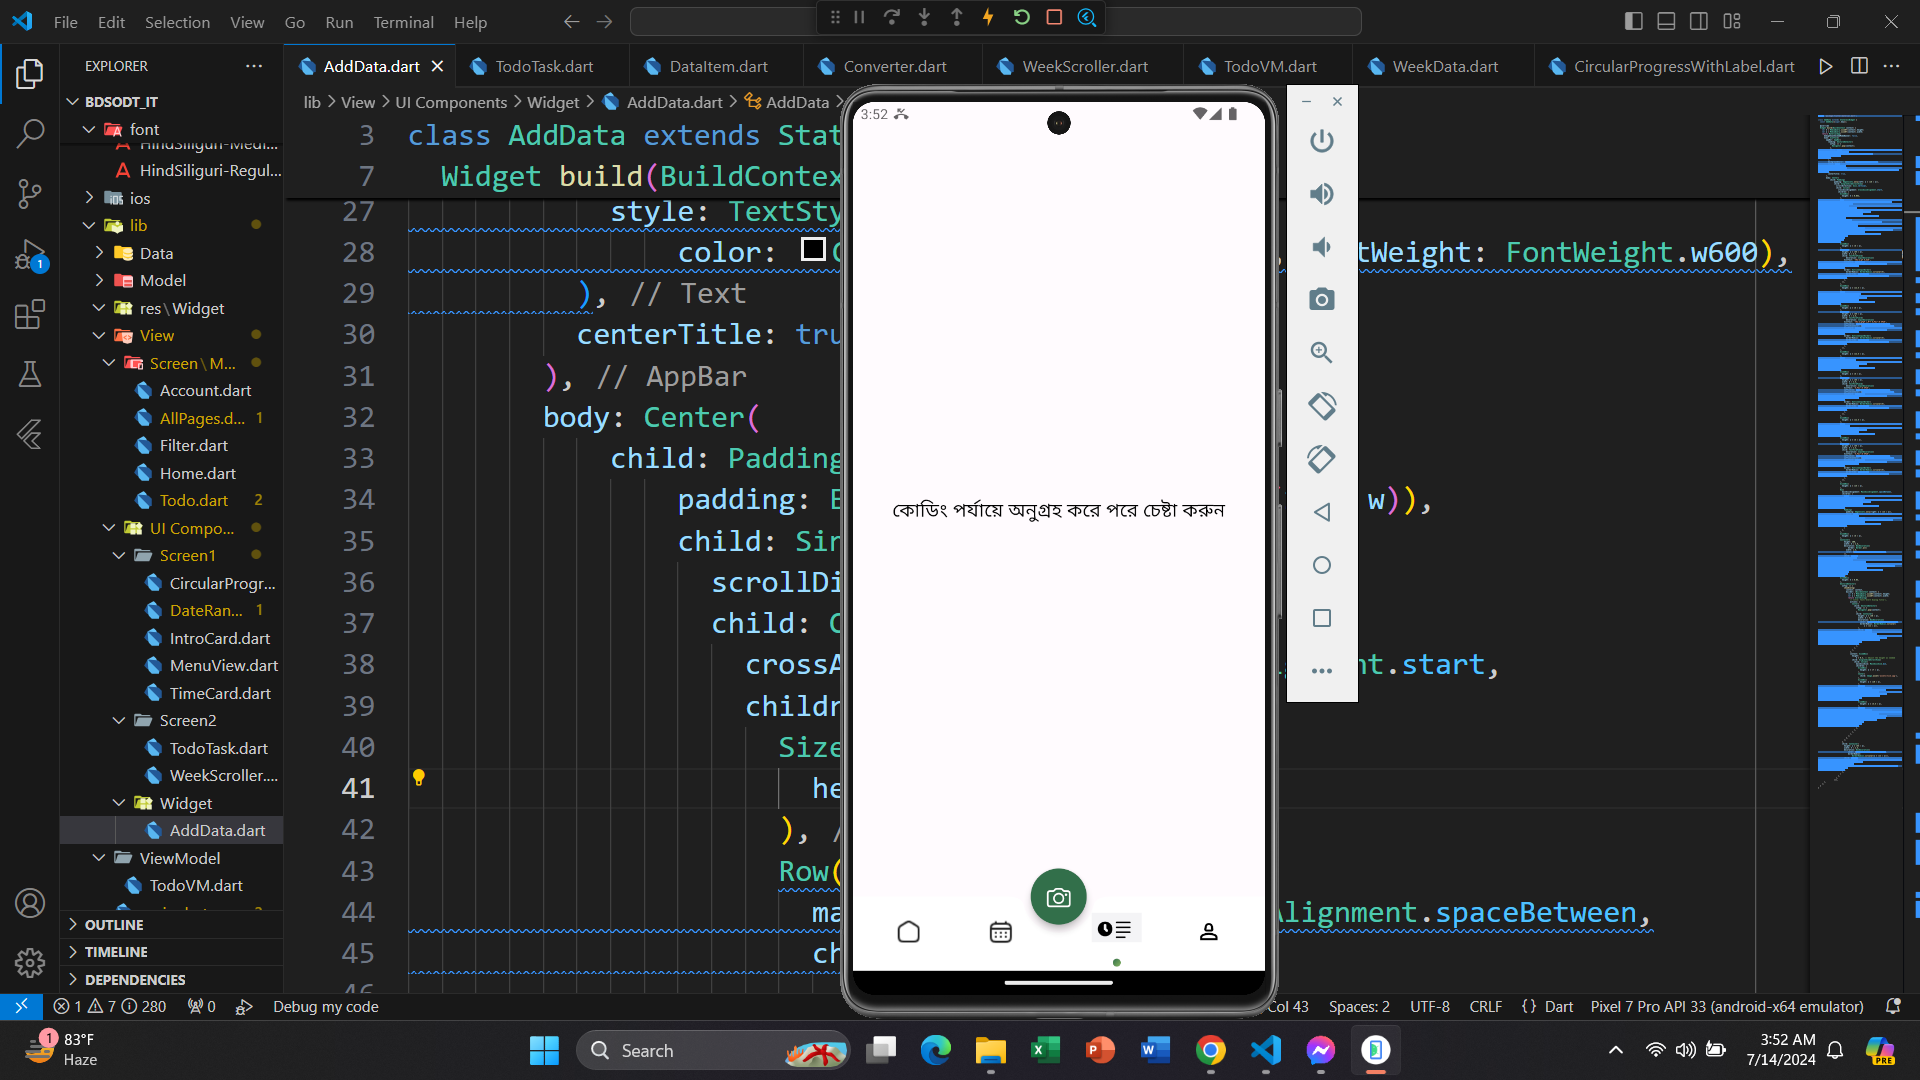 File Edit Selection View Go Run Terminal Help
EXPLORER
AddData.dart
TodoTask.dart
DataItem.dart
Converter.dart
WeekScroller.dart
TodoVM.dart
WeekData.dart
CircularProgressWithLabel.dart
lib > View > UI Components > Widget > AddData.dart > AddData
BDSODT_IT
font
HindSiliguri-Medi...
HindSiliguri-Regul...
ios
lib
Data
Model
res\Widget
View
Screen\M...
Account.dart
AllPages.d... 1
Filter.dart
Home.dart
Todo.dart 2
UI Compo...
Screen1
CircularProgr...
DateRan... 1
IntroCard.dart
MenuView.dart
TimeCard.dart
Screen2
TodoTask.dart
WeekScroller....
Widget
AddData.dart
ViewModel
TodoVM.dart
OUTLINE
TIMELINE
DEPENDENCIES
1
3 class AddData extends Stat
7 Widget build(BuildContex
27 style: TextSty
28 color: tWeight: FontWeight.w600),
29 ), // Text
30 centerTitle: tru
31 ), // AppBar
32 body: Center(
33 child: Padding
34 padding: E w)),
35 child: Sin
36 scrollDi
37 child: C
38 crossA nt.start,
39 childr
40 Size
41 he
42 ), /
43 Row(
44 ma Alignment.spaceBetween,
45 ch
3:52
কোডিং পর্যায়ে অনুগ্রহ করে পরে চেষ্টা করুন
1 7 280 0 Debug my code
Col 43 Spaces: 2 UTF-8 CRLF {} Dart Pixel 7 Pro API 33 (android-x64 emulator)
1
83°F
Haze
Search
3:52 AM
7/14/2024
PRE